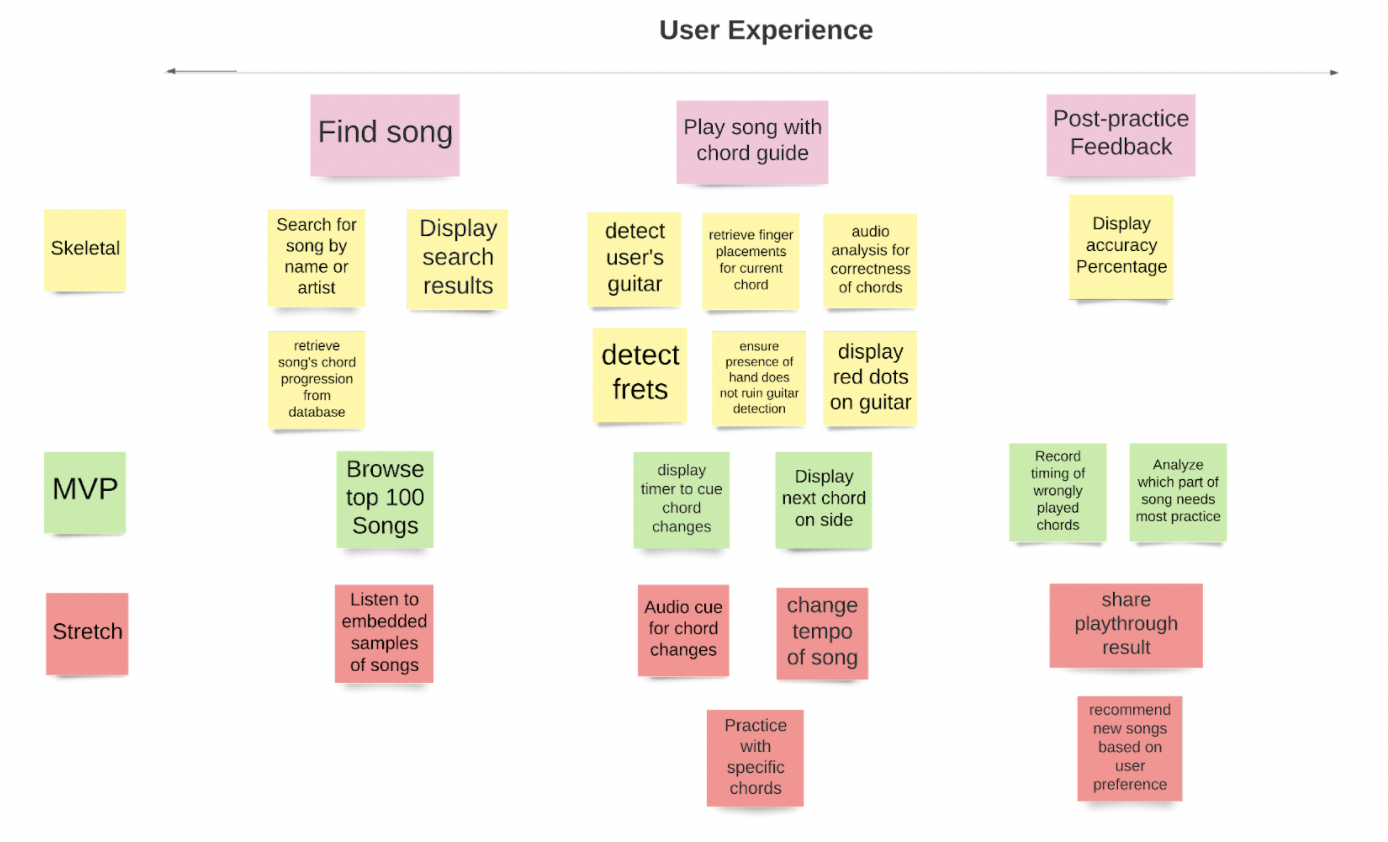 User Experience
Find song
Play song with
chord guide
Post-practice
Feedback
Skeletal
Search for
song by
name or
artist
Display
search
results
detect
user's
guitar
retrieve finger
placements
for current
chord
audio
analysis for
correctness
of chords
Display
accuracy
Percentage
retrieve
song's chord
progression
from
database
detect
frets
ensure
presence of
hand does
not ruin guitar
detection
display
red dots
on guitar
MVP
Browse
top 100
Songs
display
timer to cue
chord
changes
Display
next chord
on side
Record
timing of
wrongly
played
chords
Analyze
which part of
song needs
most practice
Stretch
Listen to
embedded
samples
of songs
Audio cue
for chord
changes
change
tempo
of song
share
playthrough
result
Practice
with
specific
chords
recommend
new songs
based on
user
preference